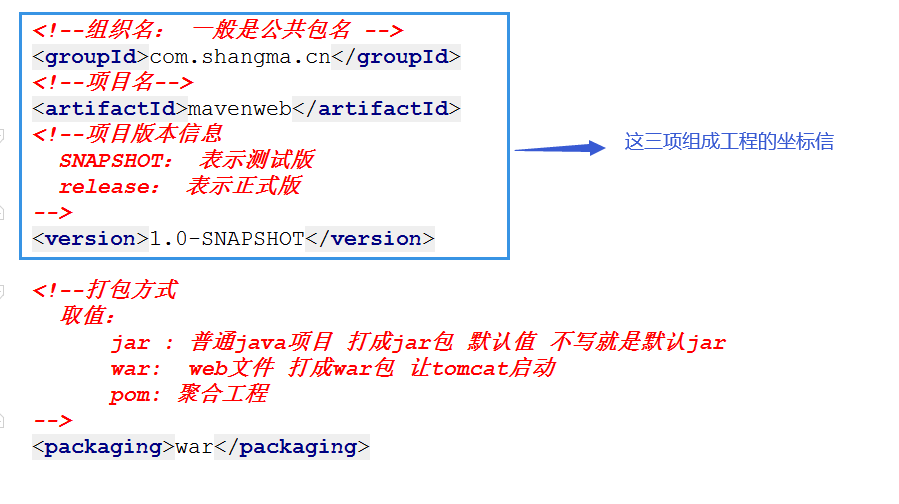 <!--组织名： 一般是公共包名 -->
<groupId>com.shangma.cn</groupId>
<!--项目名-->
<artifactId>mavenweb</artifactId>
<!--项目版本信息
SNAPSHOT： 表示测试版
release： 表示正式版
-->
<version>1.0-SNAPSHOT</version>
这三项组成工程的坐标信
<!--打包方式
取值：
jar : 普通java项目 打成jar包 默认值 不写就是默认jar
war: web文件 打成war包 让tomcat启动
pom: 聚合工程
-->
<packaging>war</packaging>